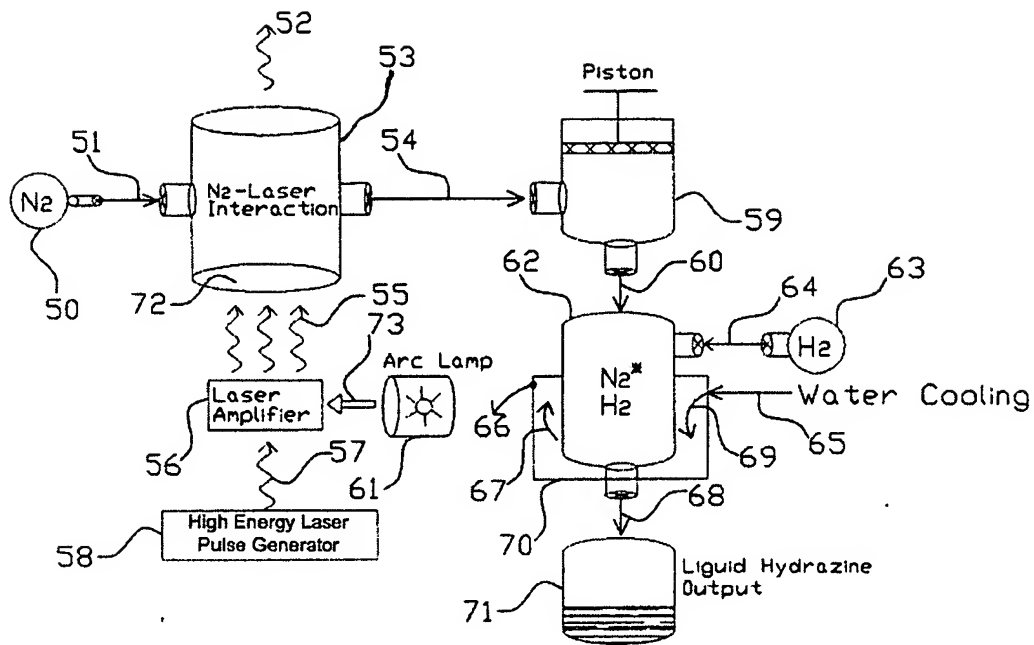 52
53
Piston
51
54
N2
N2-Laser
Interaction
59
50
72
62
60
63
55
64
73
Arc Lamp
N2*
H2
H2
Laser
Amplifier
Water Cooling
66
56
57
67
69
65
61
68
58
High Energy Laser
Pulse Generator
70
71
Liguid Hydrazine
Output